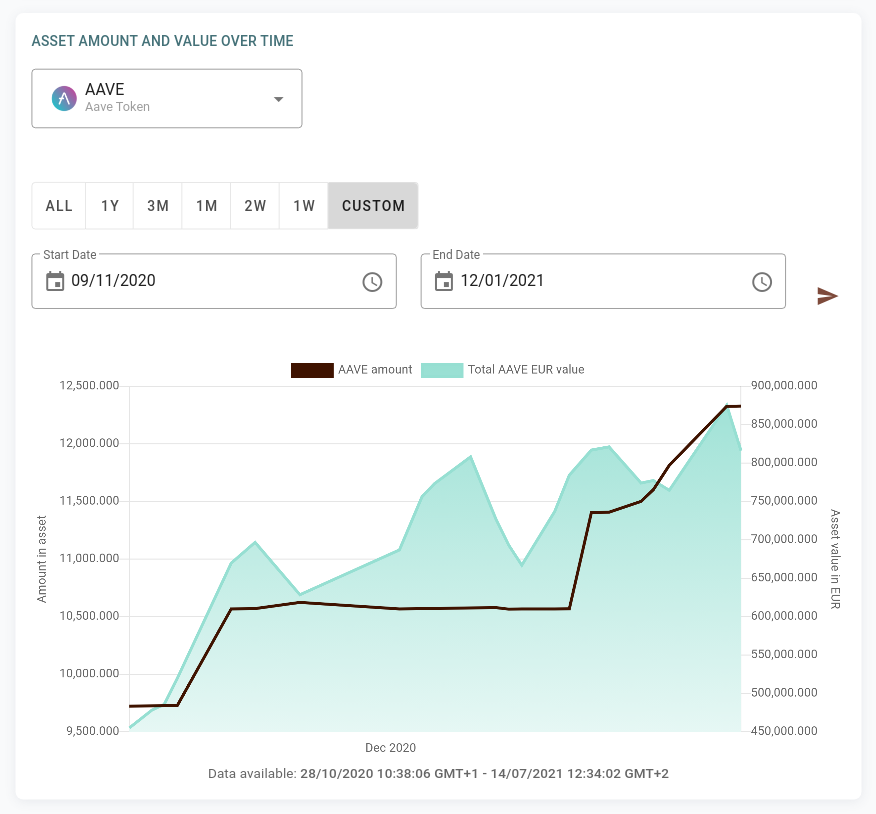 ASSET AMOUNT AND VALUE OVER TIME
AAVE
Aave Token
ALL 1Y 3M 1M 2W 1W CUSTOM
Start Date
09/11/2020
End Date
12/01/2021
AAVE amount Total AAVE EUR value
12,500.000
12,000.000
11,500.000
11,000.000
10,500.000
10,000.000
9,500.000
Amount in asset
900,000.000
850,000.000
800,000.000
750,000.000
700,000.000
650,000.000
600,000.000
550,000.000
500,000.000
450,000.000
Asset value in EUR
Dec 2020
Data available: 28/10/2020 10:38:06 GMT+1 - 14/07/2021 12:34:02 GMT+2